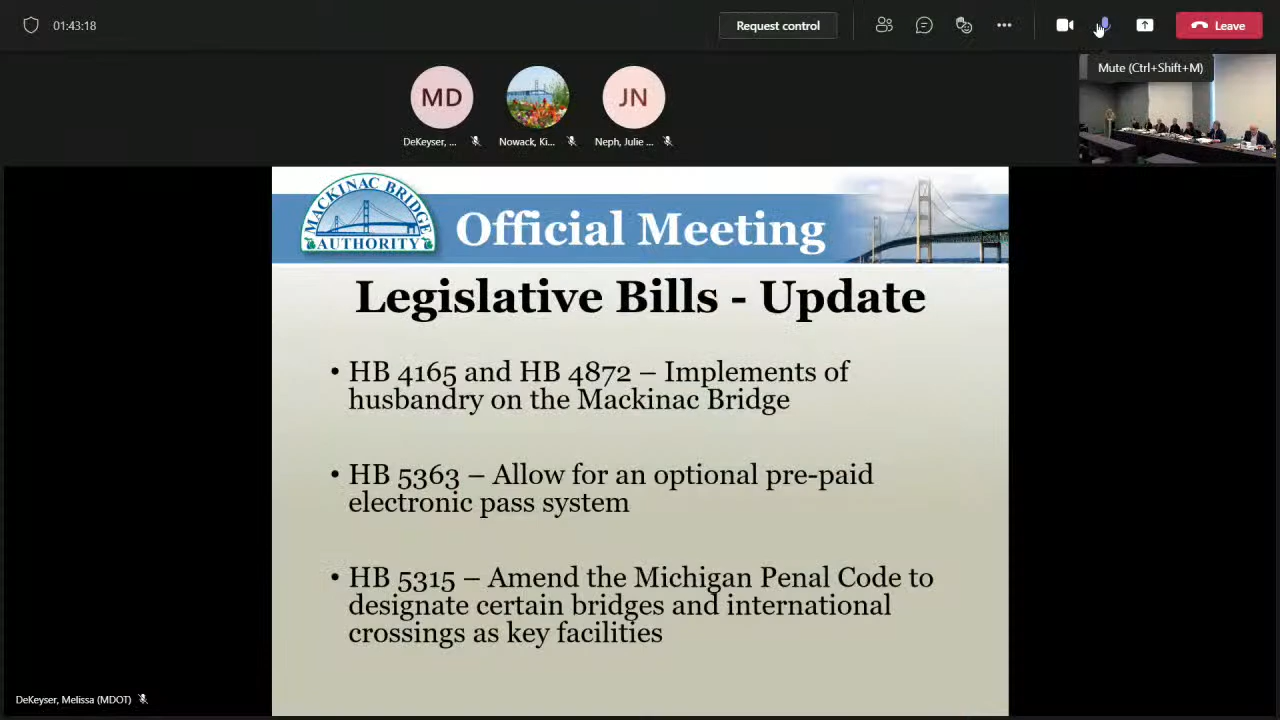 01:43:18
Request control
Leave
Mute (Ctrl+Shift+M)
MD
JN
DeKeyser, ...
Nowack, Ki...
Neph, Julie ...
MACKINAC BRIDGE
AUTHORITY
Official Meeting
Legislative Bills - Update
• HB 4165 and HB 4872 – Implements of
husbandry on the Mackinac Bridge
• HB 5363 – Allow for an optional pre-paid
electronic pass system
• HB 5315 – Amend the Michigan Penal Code to
designate certain bridges and international
crossings as key facilities
DeKeyser, Melissa (MDOT)